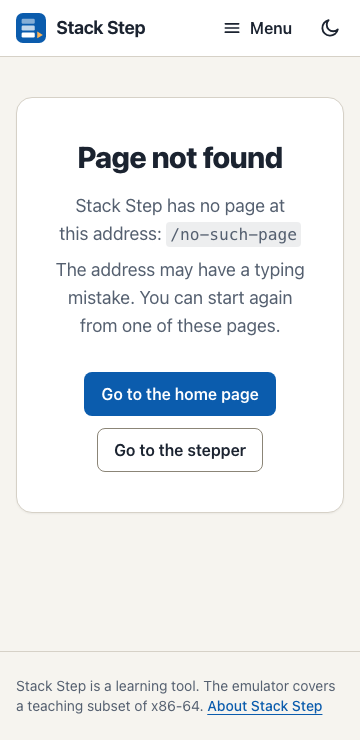 Stack Step
Menu
Page not found
Stack Step has no page at
this address: /no-such-page
The address may have a typing
mistake. You can start again
from one of these pages.
Go to the home page
Go to the stepper
Stack Step is a learning tool. The emulator covers
a teaching subset of x86-64. About Stack Step